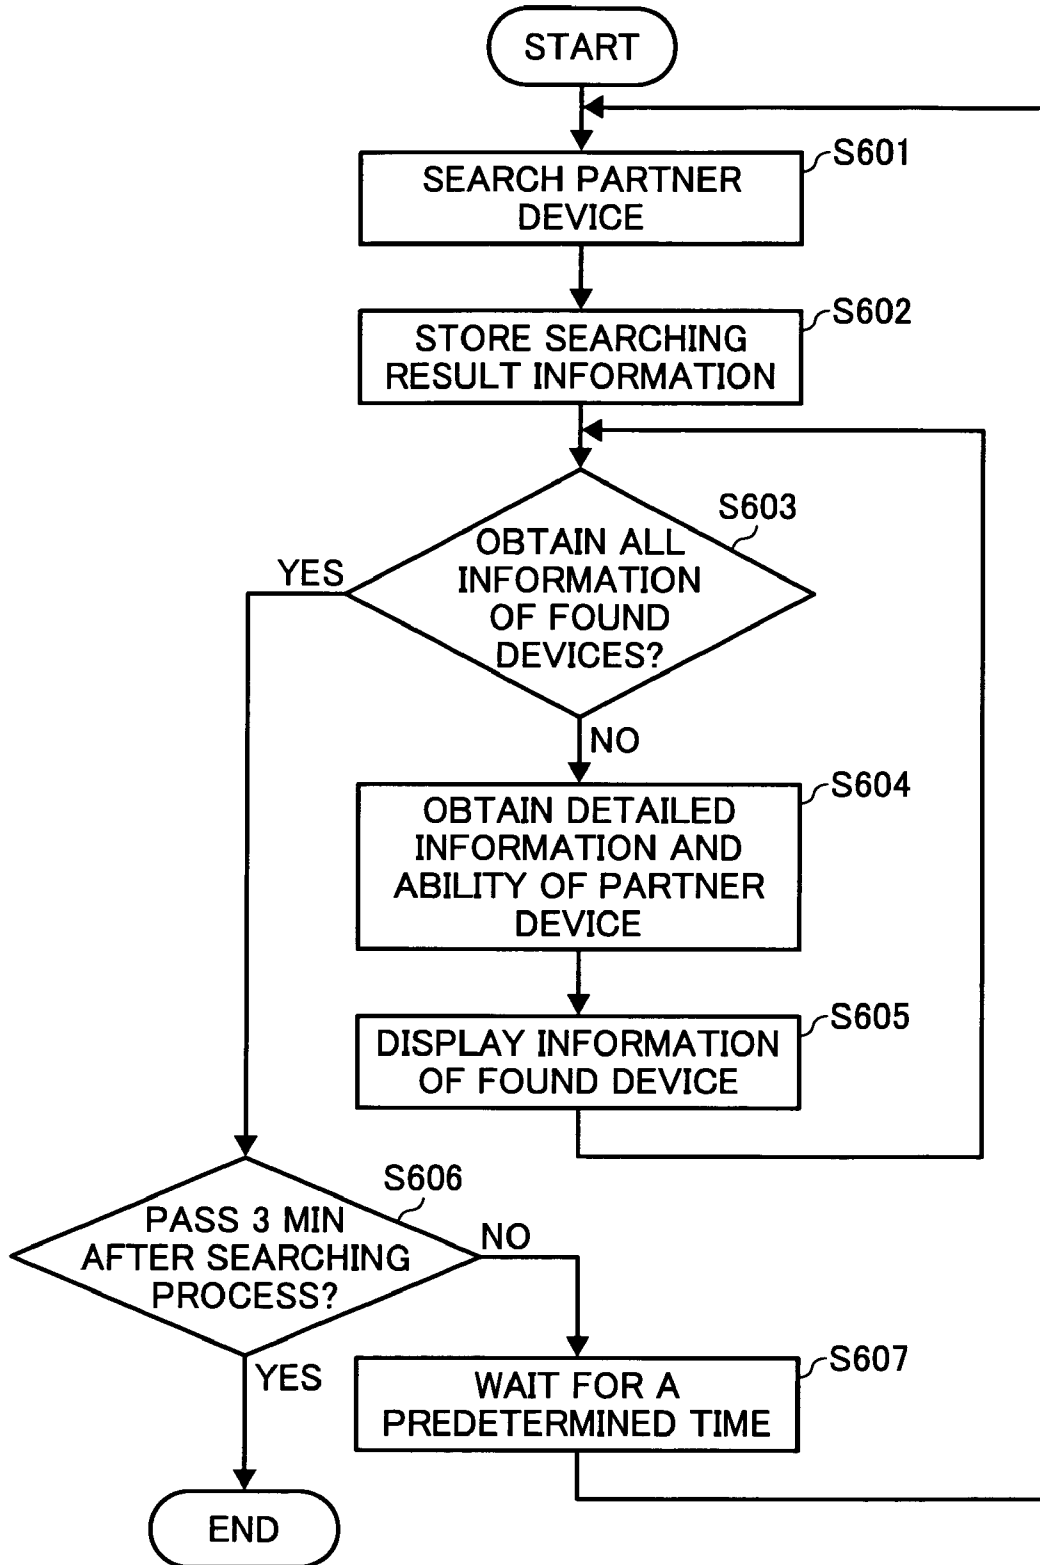 START
S601
SEARCH PARTNER
DEVICE
S602
STORE SEARCHING
RESULT INFORMATION
S603
OBTAIN ALL
INFORMATION
OF FOUND
DEVICES?
YES
NO
S604
OBTAIN DETAILED
INFORMATION AND
ABILITY OF PARTNER
DEVICE
S605
DISPLAY INFORMATION
OF FOUND DEVICE
S606
PASS 3 MIN
AFTER SEARCHING
PROCESS?
NO
YES
S607
WAIT FOR A
PREDETERMINED TIME
END